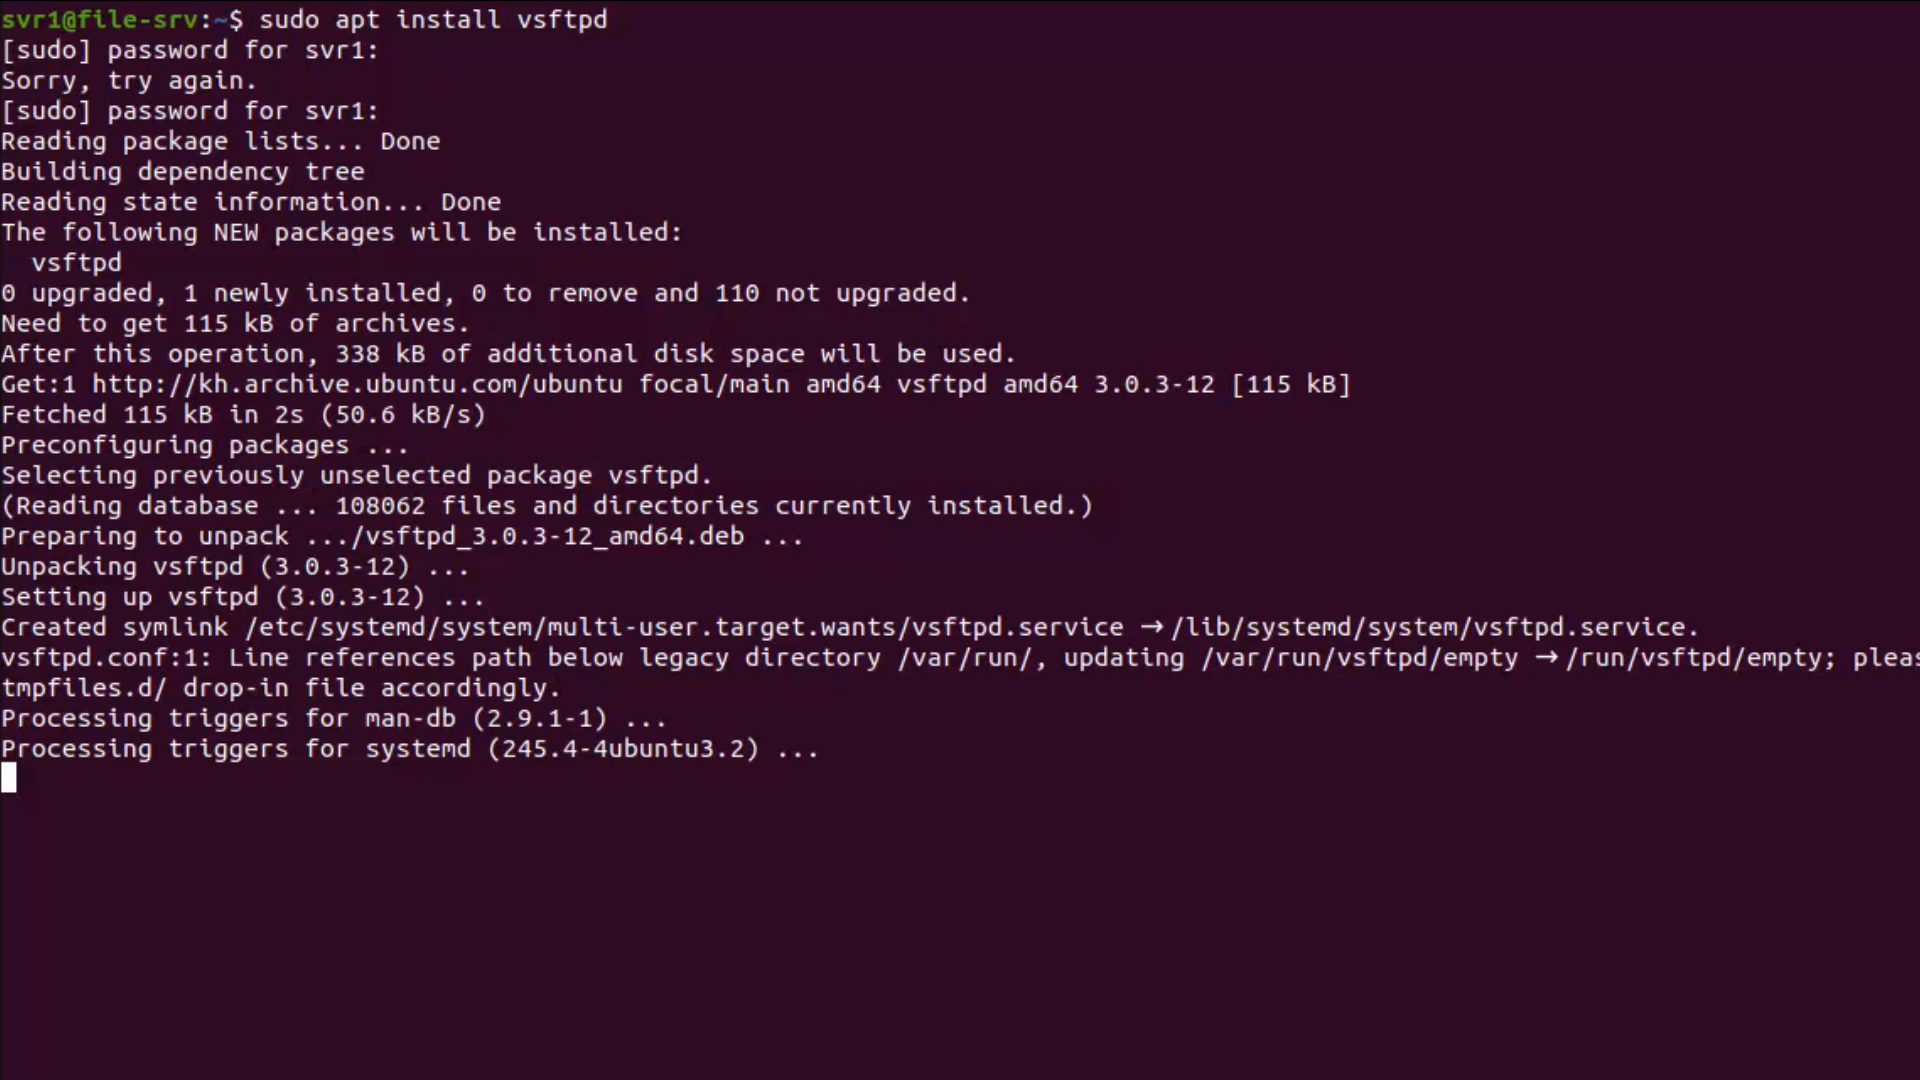 svr1@file-srv:~$ sudo apt install vsftpd
[sudo] password for svr1:
Sorry, try again.
[sudo] password for svr1:
Reading package lists... Done
Building dependency tree
Reading state information... Done
The following NEW packages will be installed:
  vsftpd
0 upgraded, 1 newly installed, 0 to remove and 110 not upgraded.
Need to get 115 kB of archives.
After this operation, 338 kB of additional disk space will be used.
Get:1 http://kh.archive.ubuntu.com/ubuntu focal/main amd64 vsftpd amd64 3.0.3-12 [115 kB]
Fetched 115 kB in 2s (50.6 kB/s)
Preconfiguring packages ...
Selecting previously unselected package vsftpd.
(Reading database ... 108062 files and directories currently installed.)
Preparing to unpack .../vsftpd_3.0.3-12_amd64.deb ...
Unpacking vsftpd (3.0.3-12) ...
Setting up vsftpd (3.0.3-12) ...
Created symlink /etc/systemd/system/multi-user.target.wants/vsftpd.service → /lib/systemd/system/vsftpd.service.
vsftpd.conf:1: Line references path below legacy directory /var/run/, updating /var/run/vsftpd/empty → /run/vsftpd/empty; pleas
tmpfiles.d/ drop-in file accordingly.
Processing triggers for man-db (2.9.1-1) ...
Processing triggers for systemd (245.4-4ubuntu3.2) ...